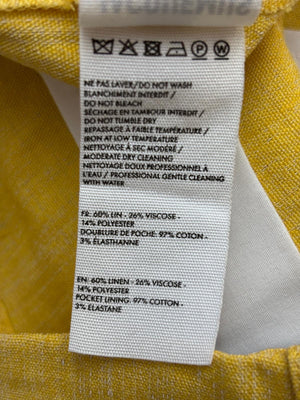 NE PAS LAVER/DO NOT WASH
BLANCHIMENT INTERDIT /
DO NOT BLEACH
SÉCHAGE EN TAMBOUR INTERDIT /
DO NOT TUMBLE DRY
REPASSAGE À FAIBLE TEMPÉRATURE /
IRON AT LOW TEMPERATURE
NETTOYAGE À SEC MODÉRÉ /
MODERATE DRY CLEANING
NETTOYAGE DOUX PROFESSIONNEL À
L'EAU / PROFESSIONAL GENTLE CLEANING
WITH WATER
FR: 60% LIN - 26% VISCOSE -
14% POLYESTER
DOUBLURE DE POCHE: 97% COTON -
3% ÉLASTHANNE
EN: 60% LINEN - 26% VISCOSE -
14% POLYESTER
POCKET LINING: 97% COTTON -
3% ELASTANE